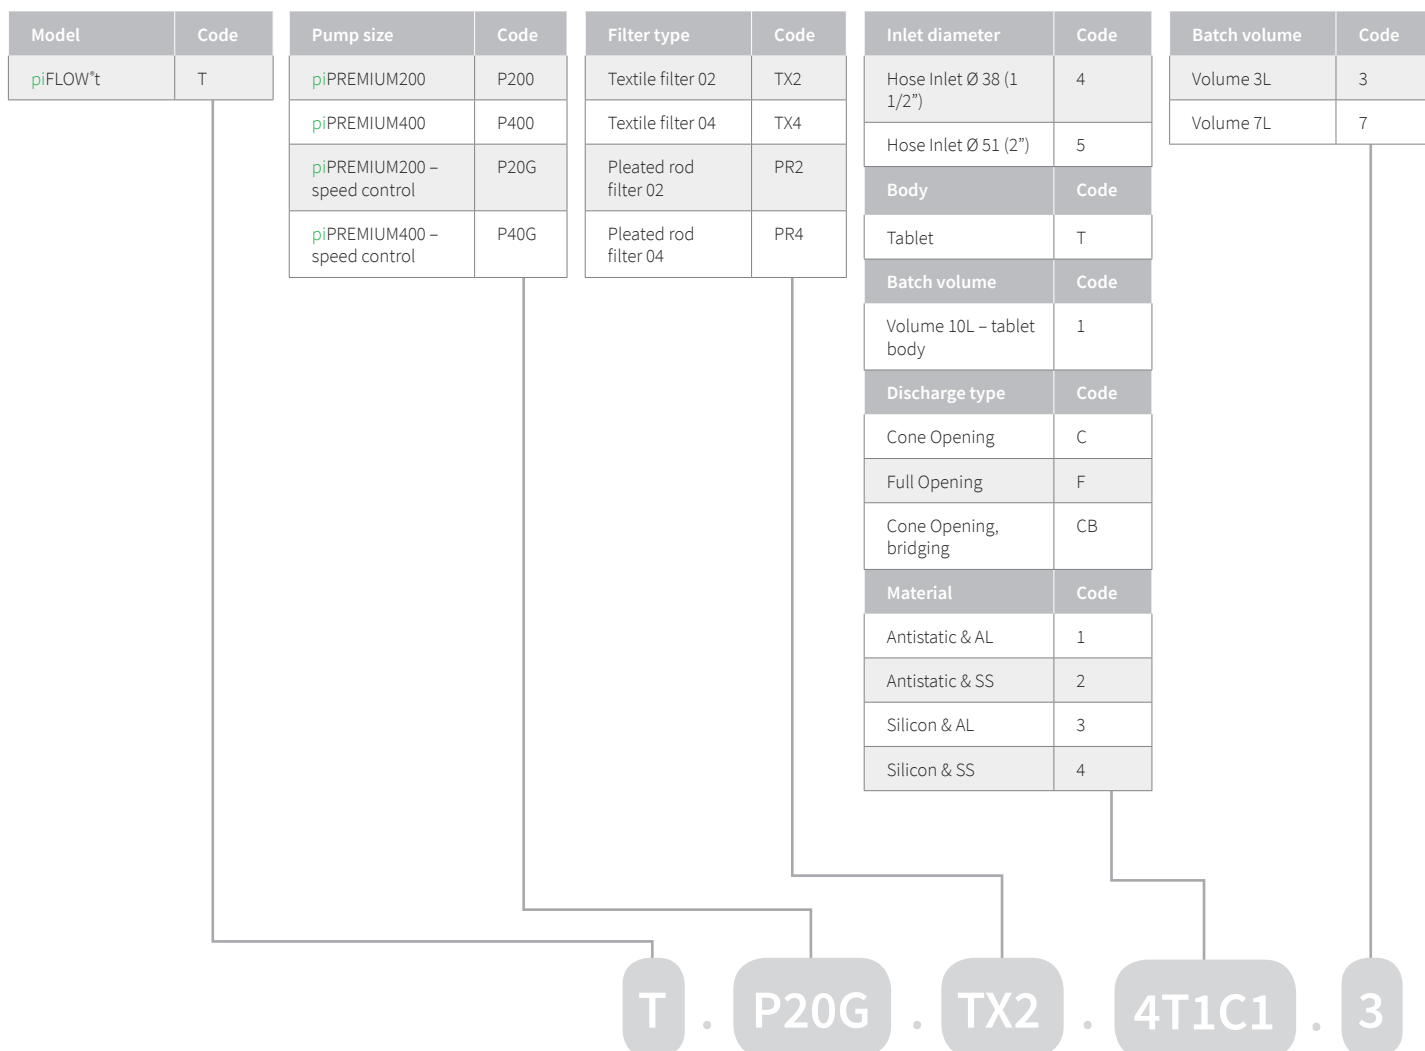 Model Code
piFLOW®t T
Pump size Code
piPREMIUM200 P200
piPREMIUM400 P400
piPREMIUM200 – P20G
speed control
piPREMIUM400 – P40G
speed control
Filter type Code
Textile filter 02 TX2
Textile filter 04 TX4
Pleated rod PR2
filter 02
Pleated rod PR4
filter 04
Inlet diameter Code
Hose Inlet Ø 38 (1 4
1/2”)
Hose Inlet Ø 51 (2”) 5
Body Code
Tablet T
Batch volume Code
Volume 10L – tablet 1
body
Discharge type Code
Cone Opening C
Full Opening F
Cone Opening, CB
bridging
Material Code
Antistatic & AL 1
Antistatic & SS 2
Silicon & AL 3
Silicon & SS 4
Batch volume Code
Volume 3L 3
Volume 7L 7
T . P20G . TX2 . 4T1C1 . 3